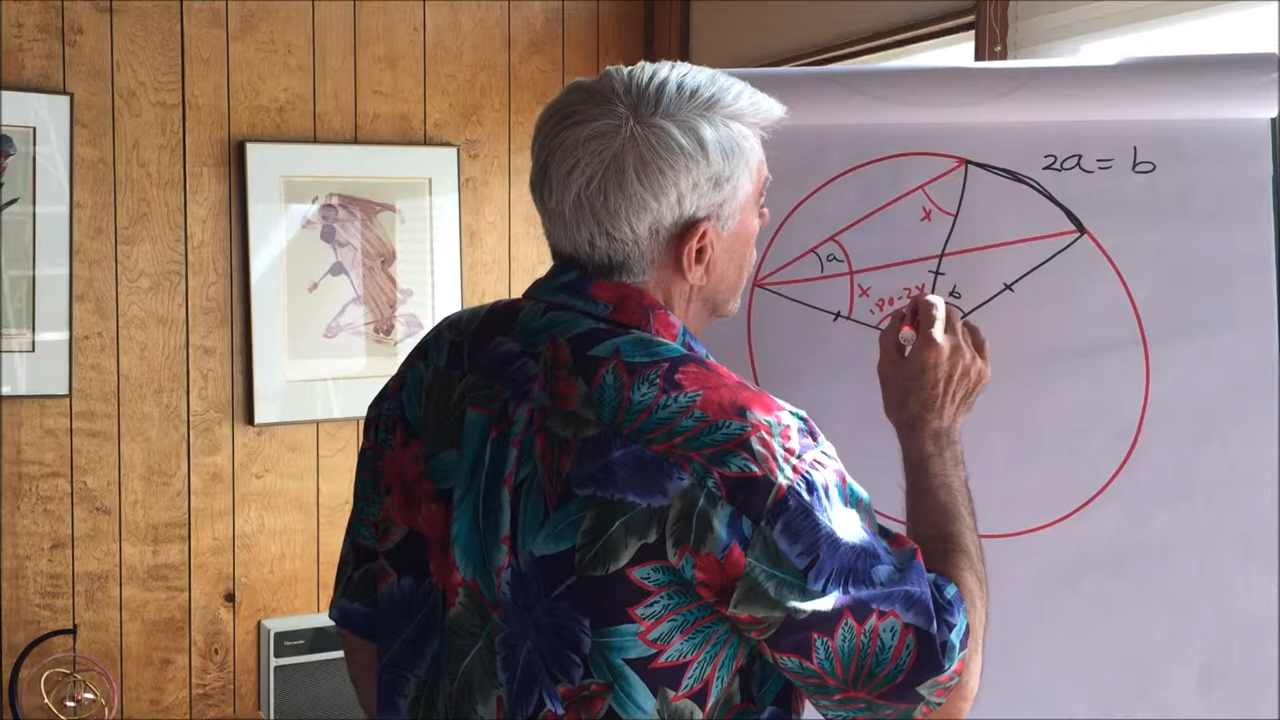 2a = b
x
a
x
180-2x
b